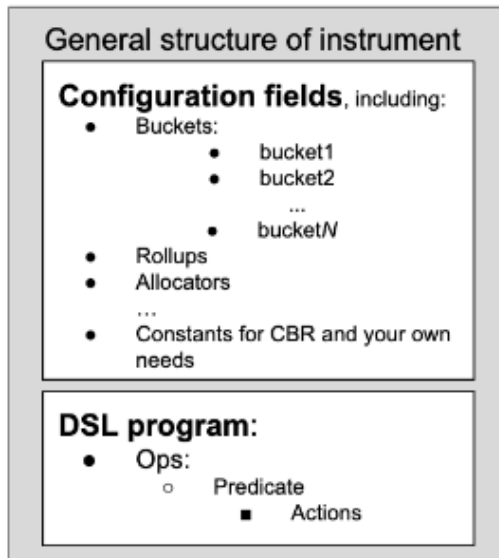 General structure of instrument
Configuration fields, including:
● Buckets:
● bucket1
● bucket2
...
● bucketN
● Rollups
● Allocators
...
● Constants for CBR and your own
needs
DSL program:
● Ops:
○ Predicate
■ Actions